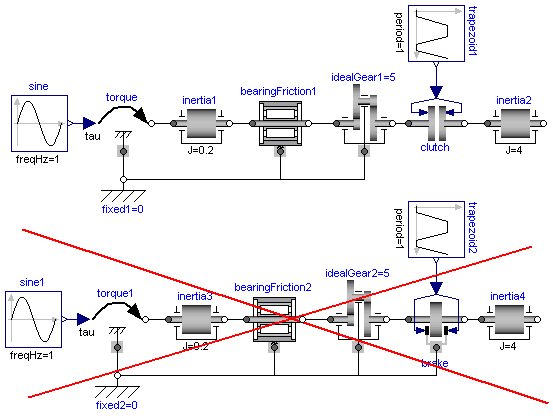 trapezoid1
period=1
idealGear1=5
bearingFriction1
sine
torque
inertia1
inertia2
tau
clutch
freqHz=1
J=0.2
J=4
fixed1=0
trapezoid2
period=1
idealGear2=5
bearingFriction2
sine1
torque1
inertia3
inertia4
tau
J=0.2
J=4
freqHz=1
brake
fixed2=0